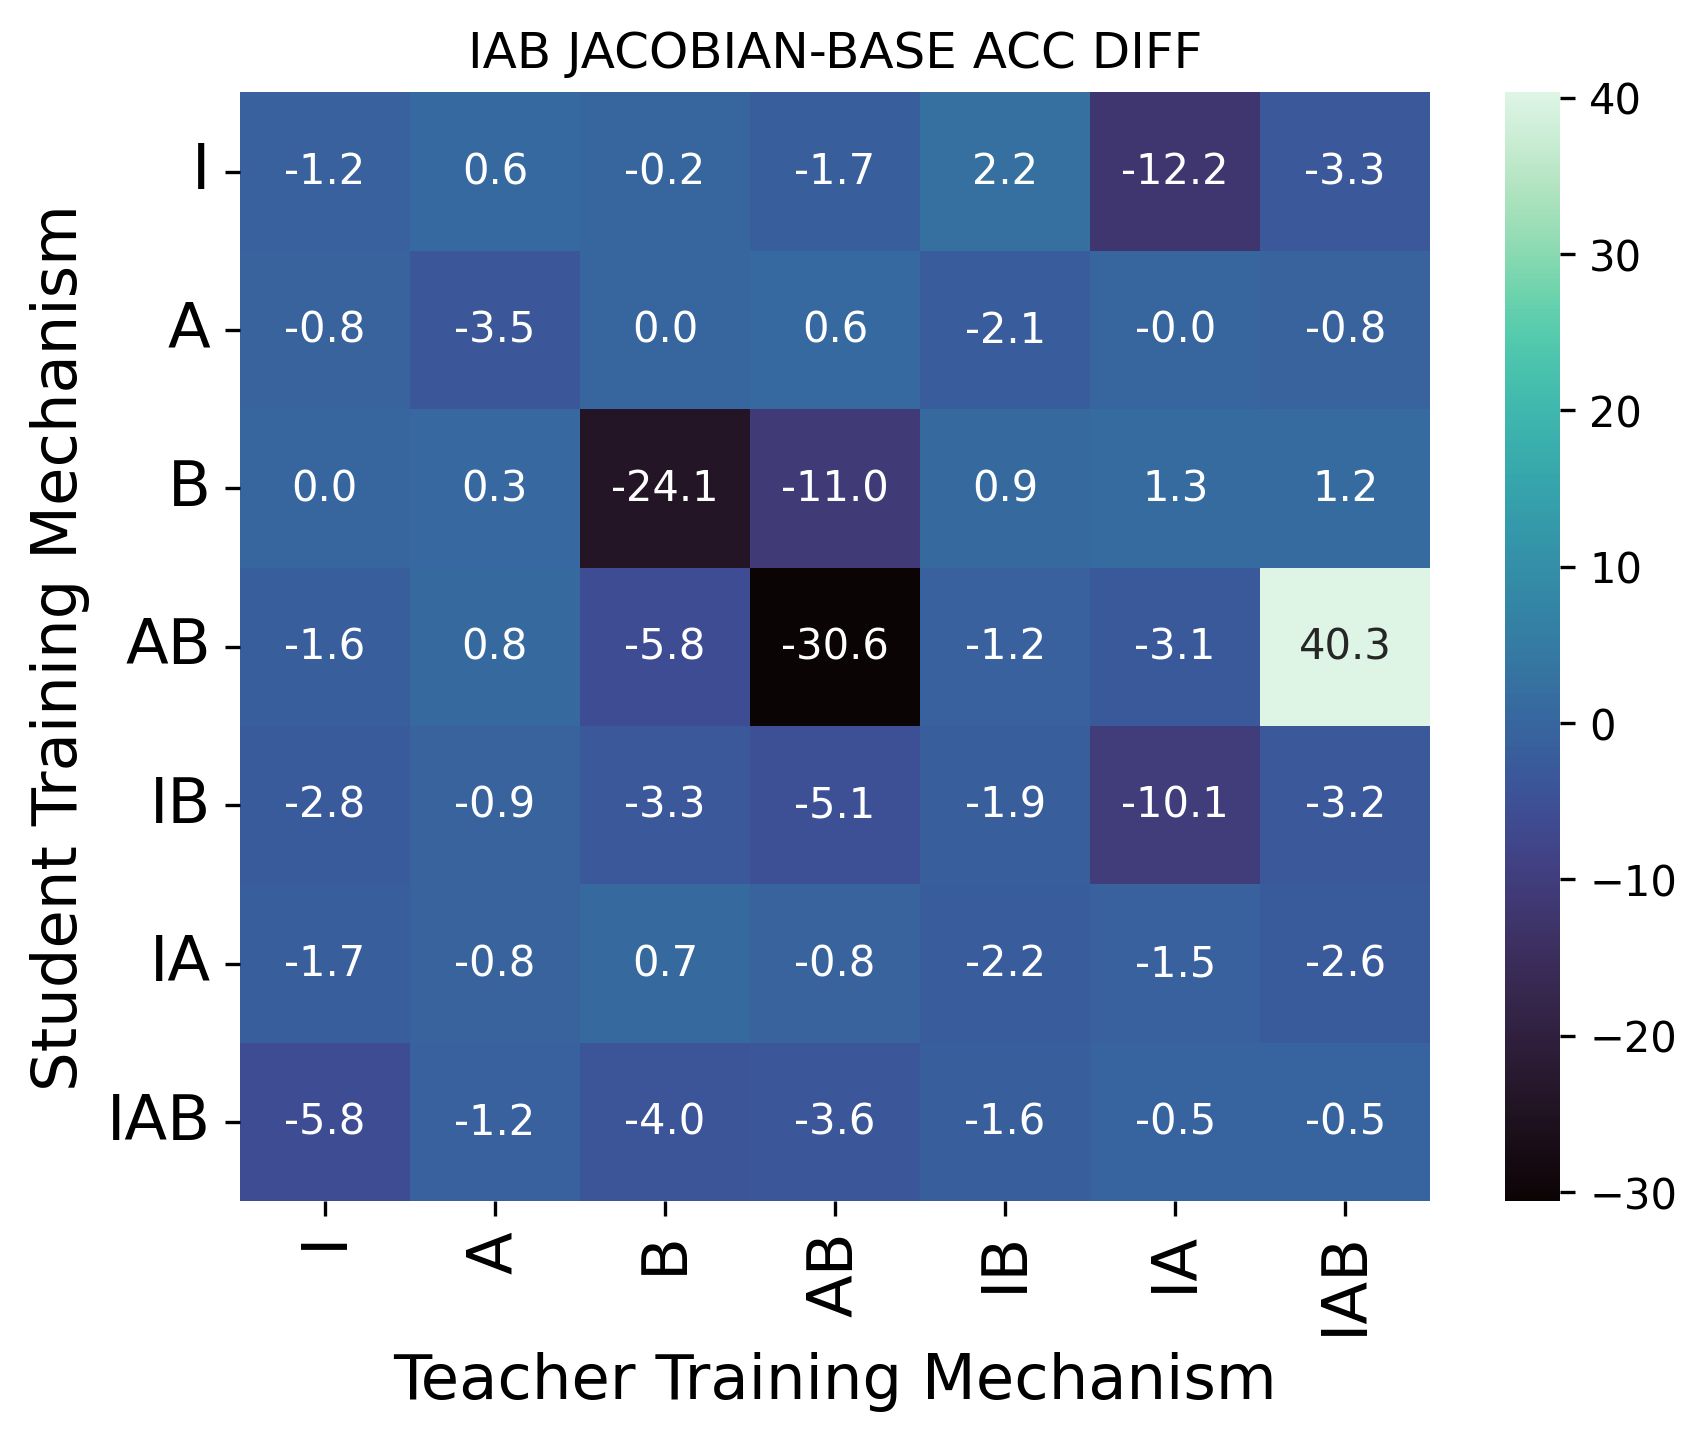 IAB JACOBIAN-BASE ACC DIFF
Student Training Mechanism
I -1.2 0.6 -0.2 -1.7 2.2 -12.2 -3.3
A -0.8 -3.5 0.0 0.6 -2.1 -0.0 -0.8
B 0.0 0.3 -24.1 -11.0 0.9 1.3 1.2
AB -1.6 0.8 -5.8 -30.6 -1.2 -3.1 40.3
IB -2.8 -0.9 -3.3 -5.1 -1.9 -10.1 -3.2
IA -1.7 -0.8 0.7 -0.8 -2.2 -1.5 -2.6
IAB -5.8 -1.2 -4.0 -3.6 -1.6 -0.5 -0.5
I A B AB IB IA IAB
Teacher Training Mechanism
40
30
20
10
0
−10
−20
−30